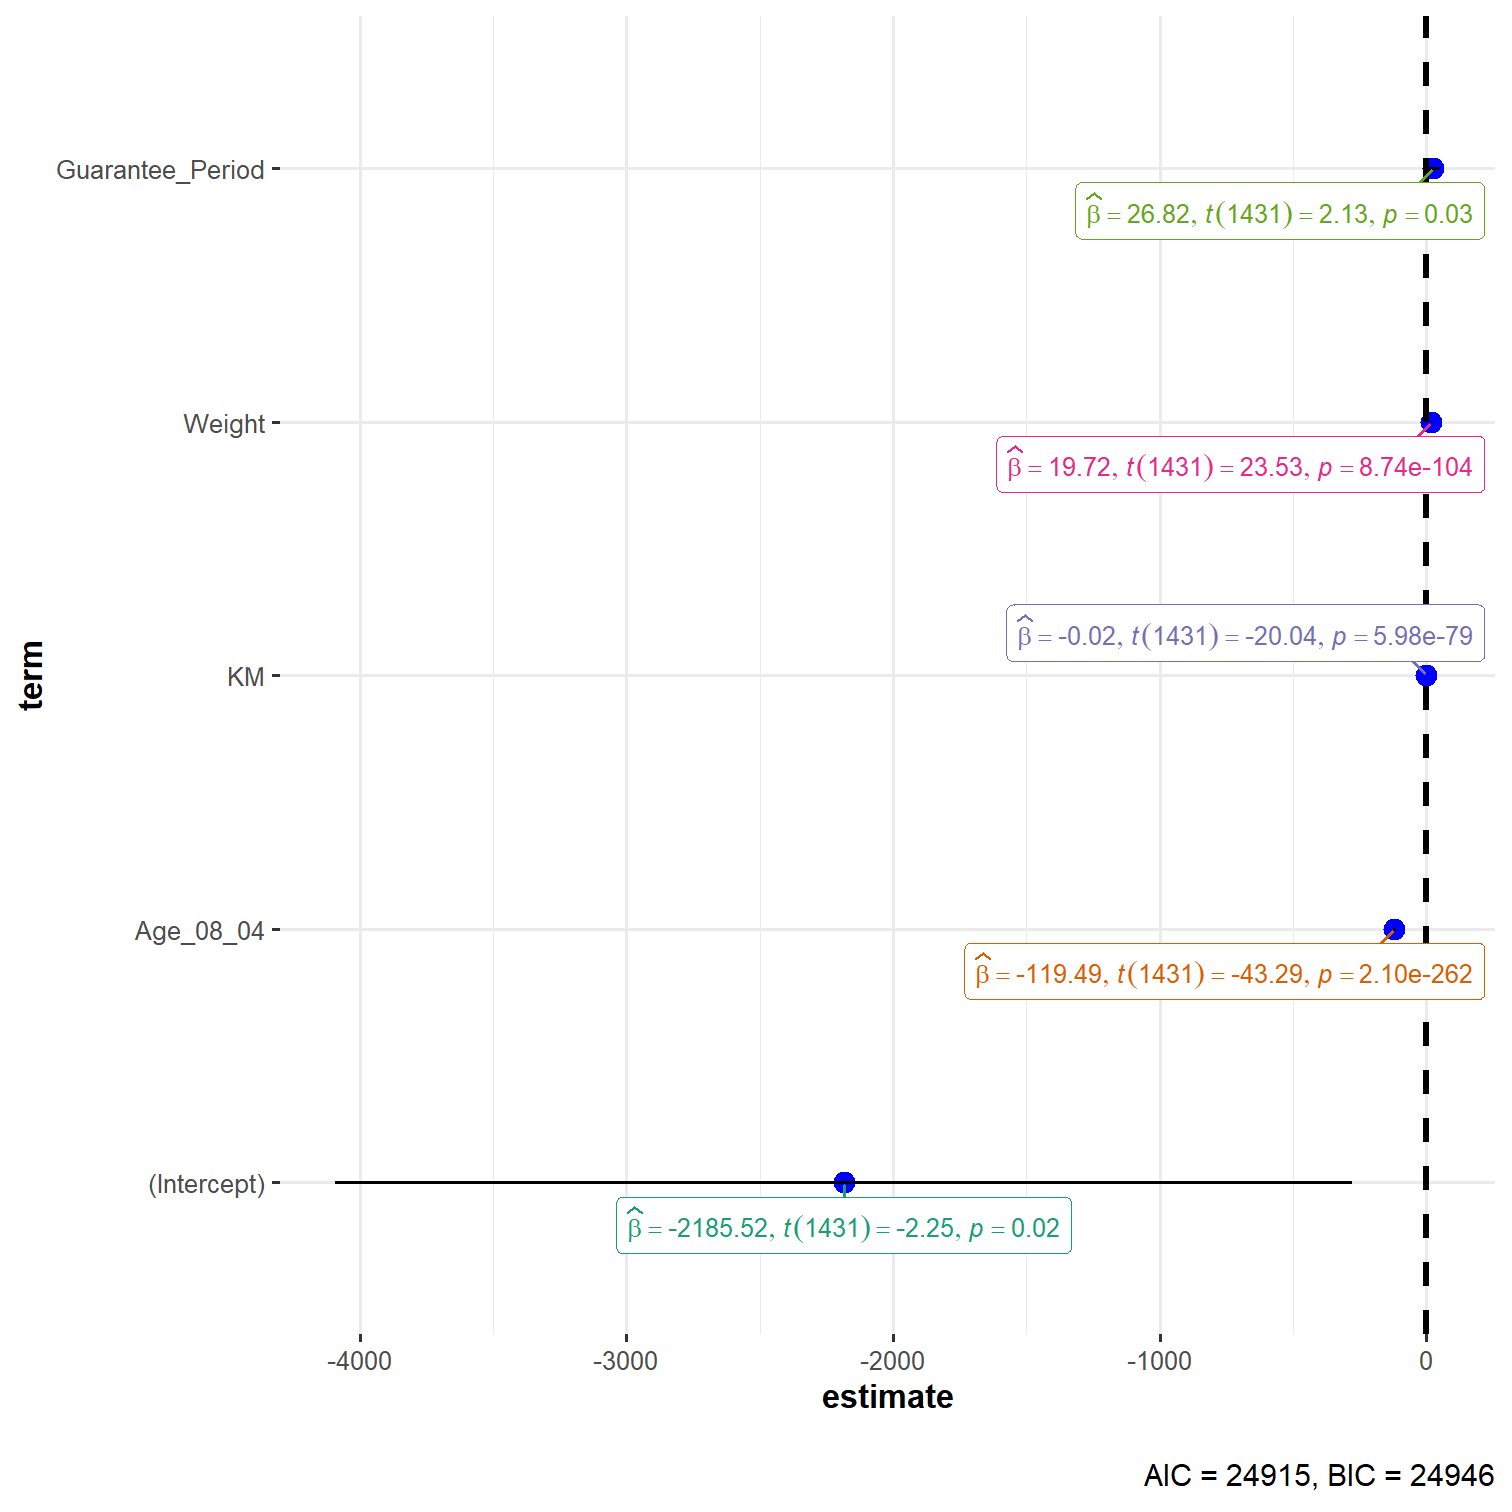 Guarantee_Period
β̂ = 26.82, t(1431) = 2.13, p = 0.03
Weight
β̂ = 19.72, t(1431) = 23.53, p = 8.74e-104
β̂ = -0.02, t(1431) = -20.04, p = 5.98e-79
KM
term
Age_08_04
β̂ = -119.49, t(1431) = -43.29, p = 2.10e-262
(Intercept)
β̂ = -2185.52, t(1431) = -2.25, p = 0.02
-4000 -3000 -2000 -1000 0
estimate
AIC = 24915, BIC = 24946